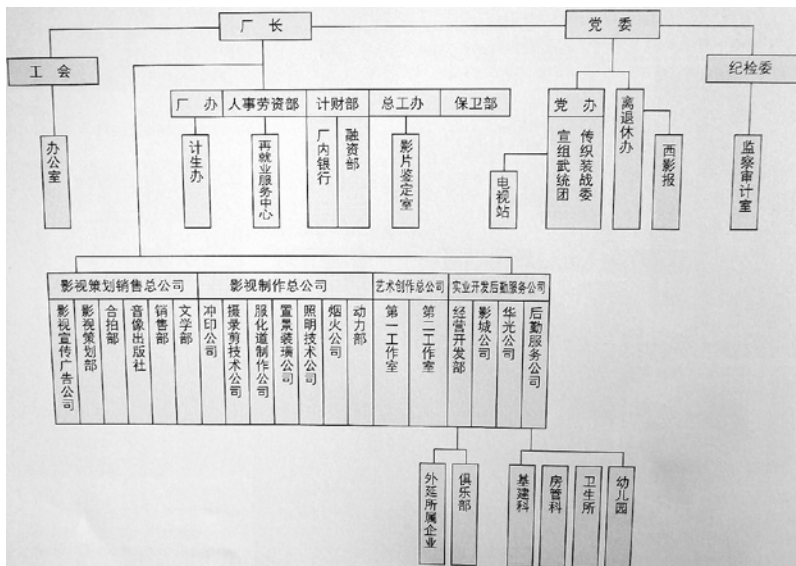 厂 长
党 委
工 会
纪检委
厂 办
人事劳资部
计财部
总工办
保卫部
党 办
宣传
组织
武装
统战
团委
离退休办
西影报
电视站
监察审计室
办公室
计生办
再就业服务中心
厂内银行
融资部
影片鉴定室
影视策划销售总公司
影视制作总公司
艺术创作总公司
实业开发后勤服务公司
影视宣传广告公司
影视策划部
合拍部
音像出版社
销售部
文学部
冲印公司
摄录剪技术公司
服化道制作公司
置景装璜公司
照明技术公司
烟火公司
动力部
第一工作室
第二工作室
经营开发部
影城公司
华光公司
后勤服务公司
外延所属企业
俱乐部
基建科
房管科
卫生所
幼儿园